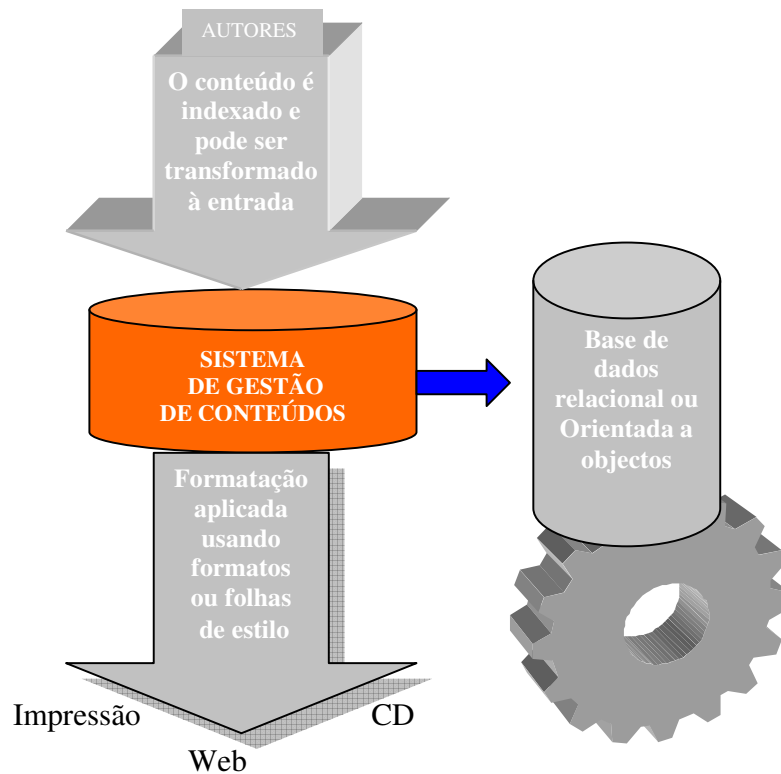 AUTORES
O conteúdo é
indexado e
pode ser
transformado
à entrada
SISTEMA
DE GESTÃO
DE CONTEÚDOS
Base de
dados
relacional ou
Orientada a
objectos
Formatação
aplicada
usando
formatos
ou folhas
de estilo
Impressão
CD
Web